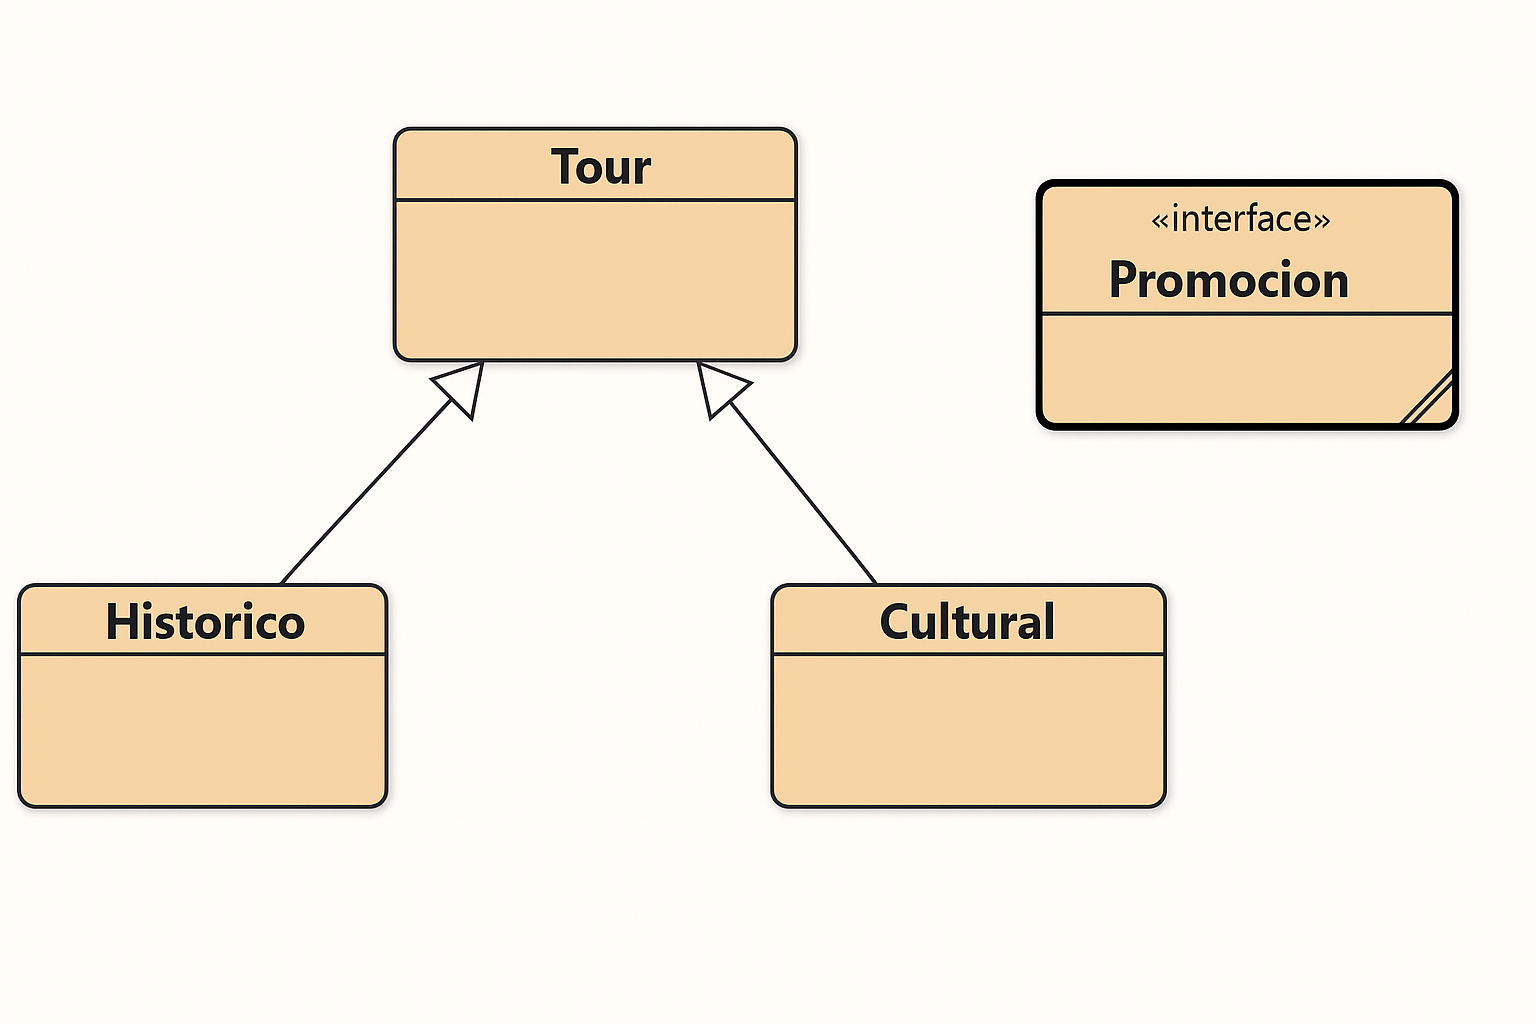 Tour
«interface»
Promocion
Historico
Cultural